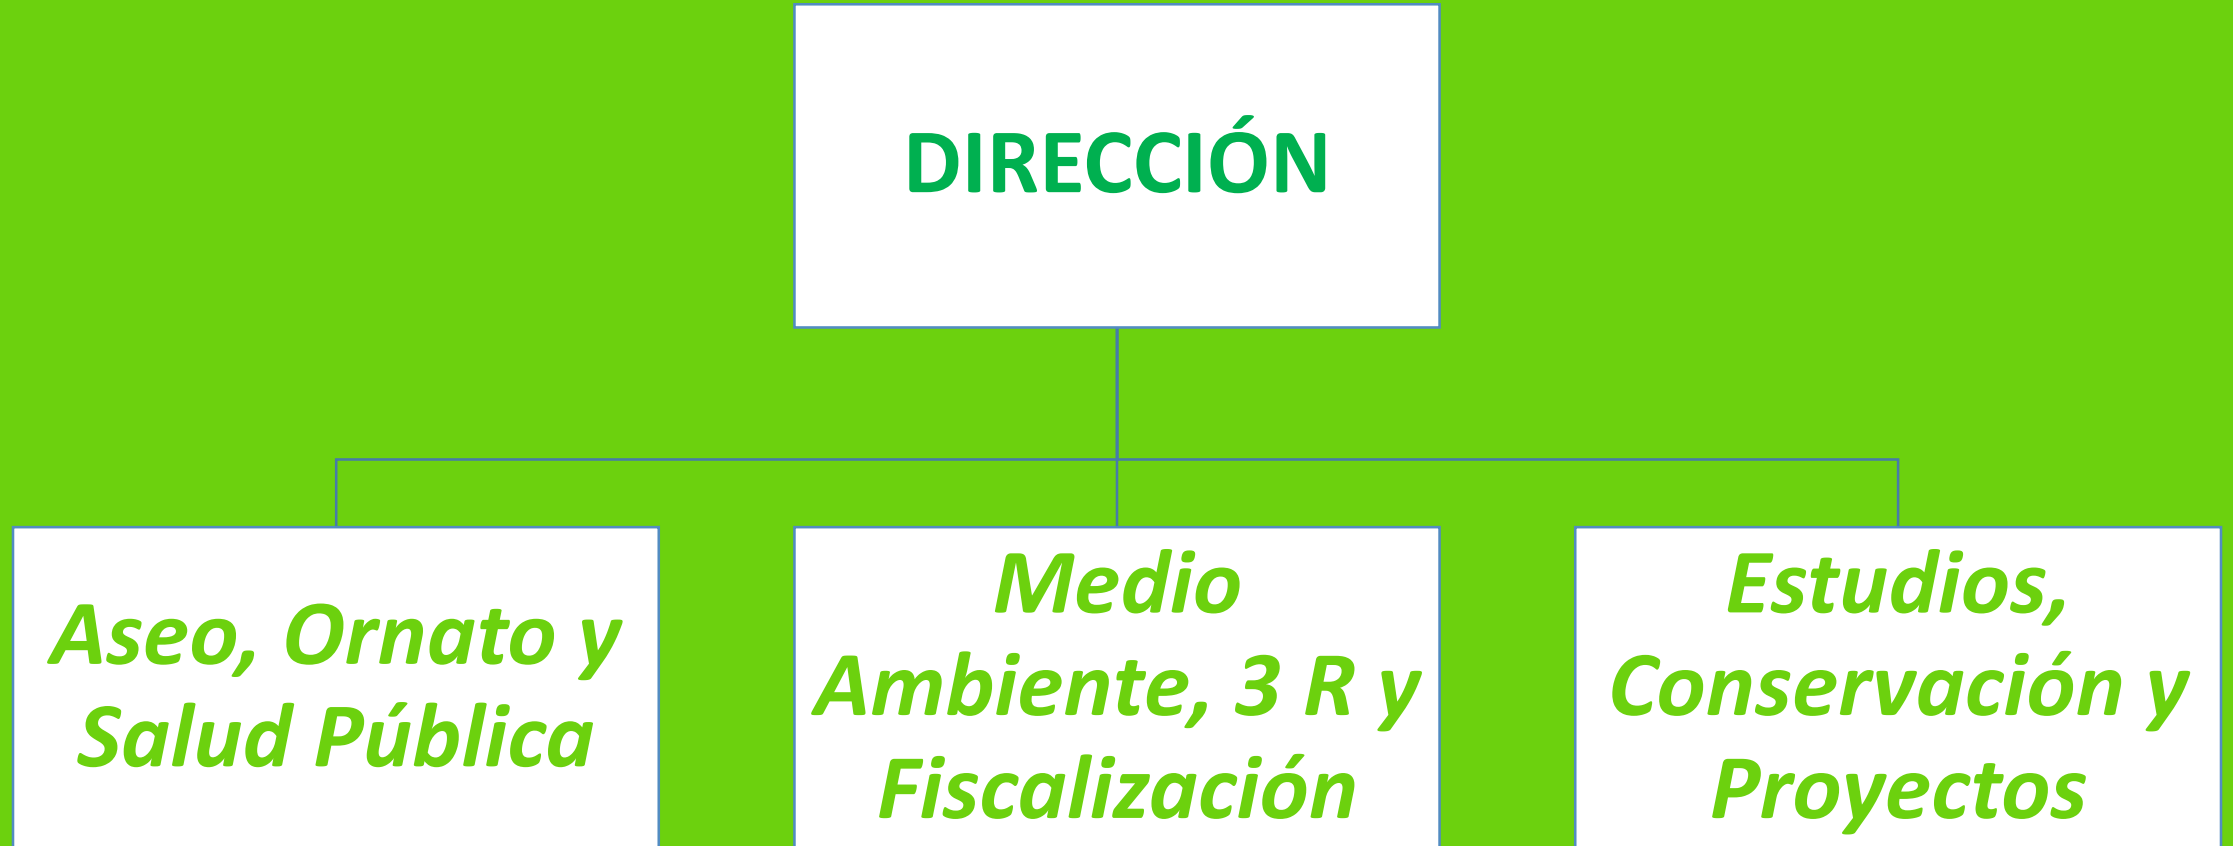 DIRECCIÓN
Aseo, Ornato y
Salud Pública
Medio
Ambiente, 3 R y
Fiscalización
Estudios,
Conservación y
Proyectos